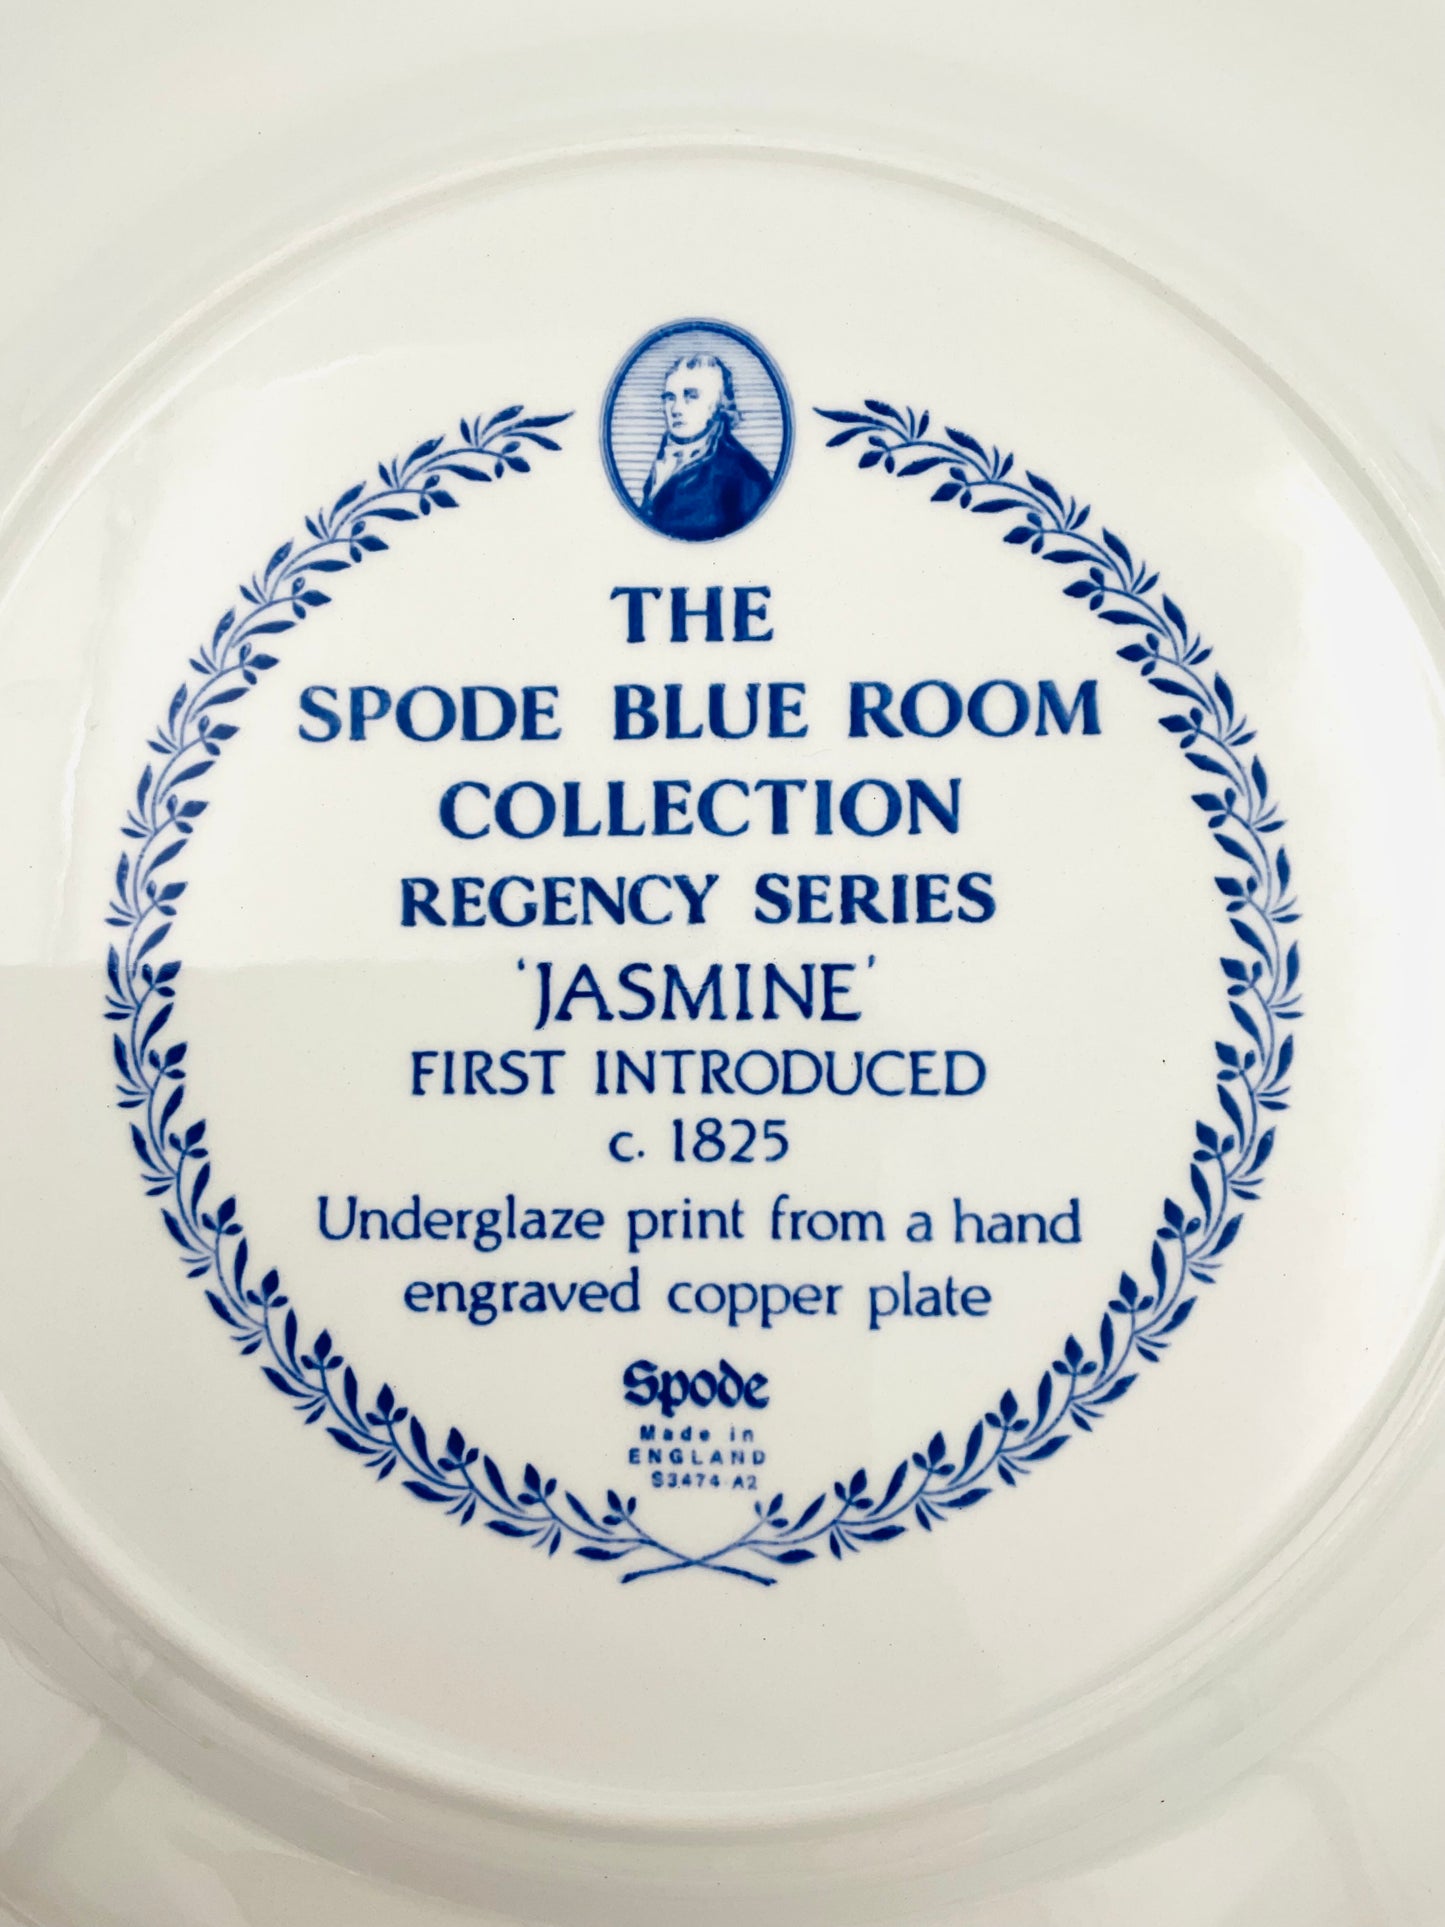 THE
SPODE BLUE ROOM
COLLECTION
REGENCY SERIES
'JASMINE'
FIRST INTRODUCED
c. 1825
Underglaze print from a hand
engraved copper plate
Spode
Made in
ENGLAND
S3474 A2